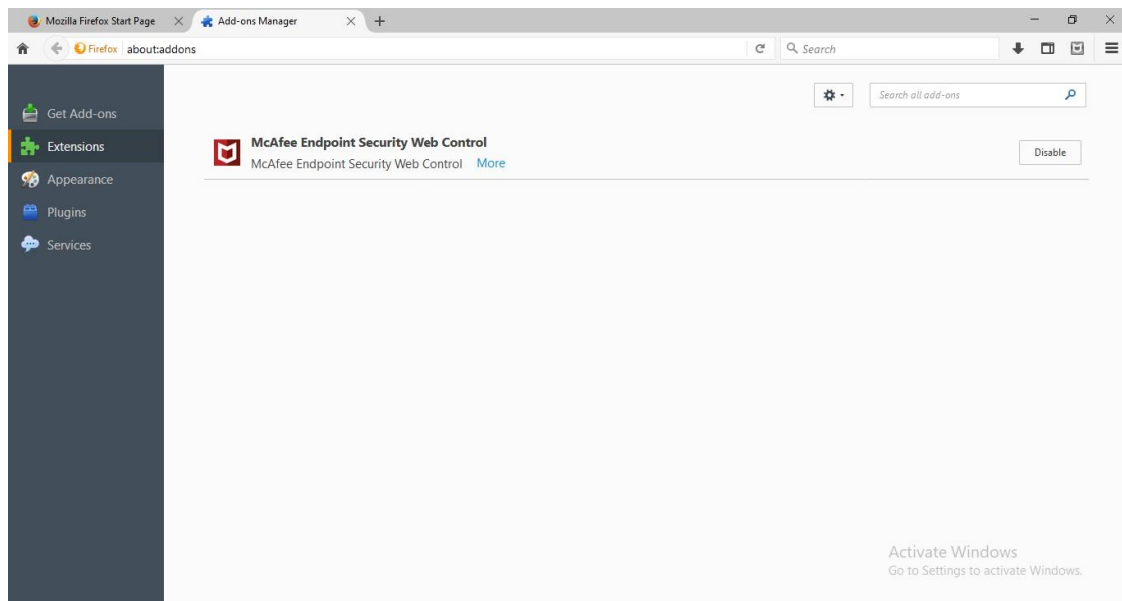 Mozilla Firefox Start Page
Add-ons Manager
Firefox about:addons
Search
Get Add-ons
Extensions
Appearance
Plugins
Services
Search all add-ons
McAfee Endpoint Security Web Control
McAfee Endpoint Security Web Control More
Disable
Activate Windows
Go to Settings to activate Windows.